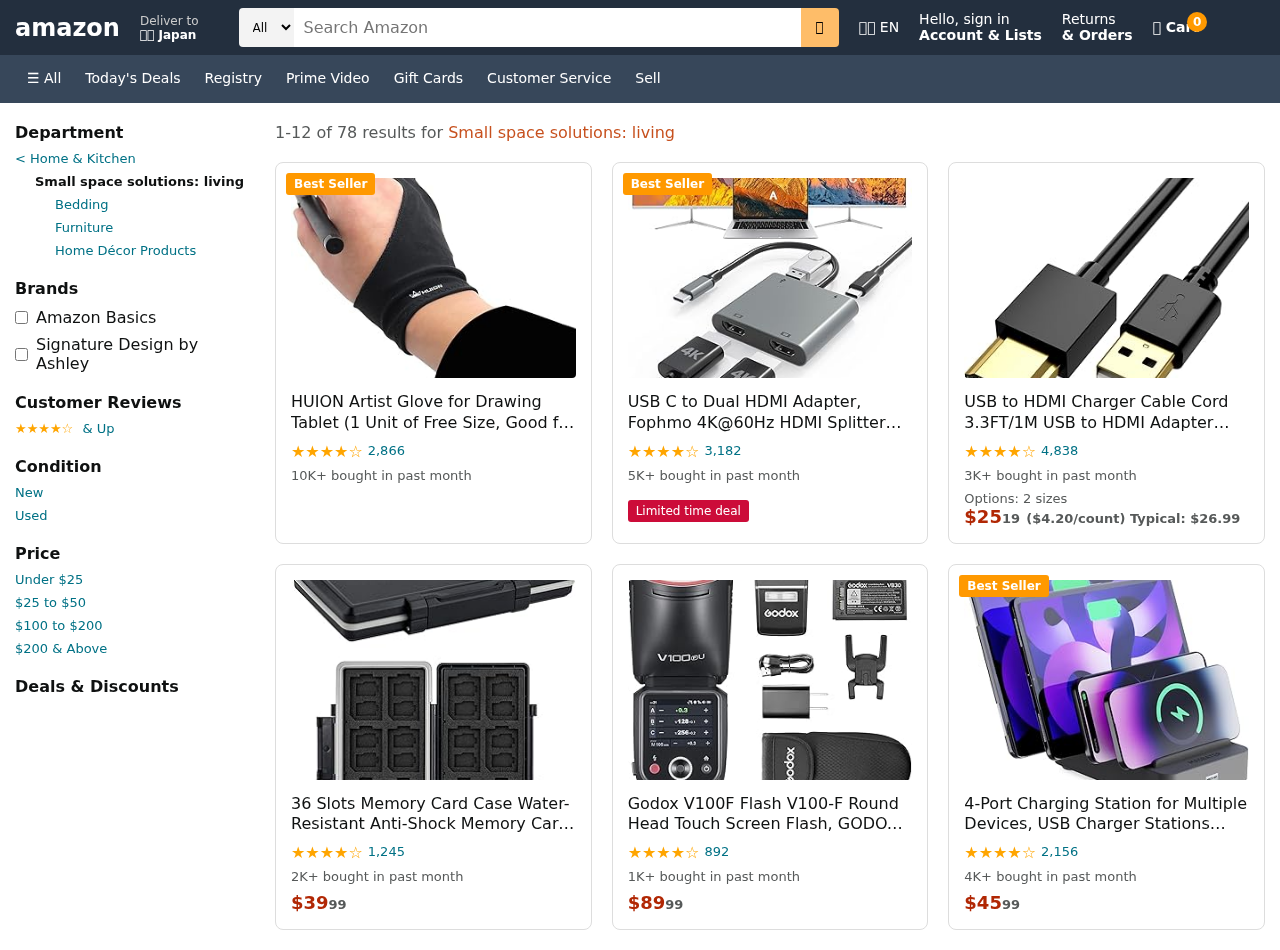 amazon
Deliver to
Japan
All
Search Amazon
EN
Hello, sign in
Account & Lists
Returns
& Orders
0
☰ All
Today's Deals
Registry
Prime Video
Gift Cards
Customer Service
Sell
Department
< Home & Kitchen
Small space solutions: living
Bedding
Furniture
Home Décor Products
Brands
Amazon Basics
Signature Design by
Ashley
Customer Reviews
★★★★☆ & Up
Condition
New
Used
Price
Under $25
$25 to $50
$100 to $200
$200 & Above
Deals & Discounts
1-12 of 78 results for Small space solutions: living
Best Seller
HUION
HUION Artist Glove for Drawing
Tablet (1 Unit of Free Size, Good f…
★★★★☆ 2,866
10K+ bought in past month
Best Seller
A
4K
4K
USB C to Dual HDMI Adapter,
Fophmo 4K@60Hz HDMI Splitter…
★★★★☆ 3,182
5K+ bought in past month
Limited time deal
USB to HDMI Charger Cable Cord
3.3FT/1M USB to HDMI Adapter…
★★★★☆ 4,838
3K+ bought in past month
Options: 2 sizes
$2519 ($4.20/count) Typical: $26.99
36 Slots Memory Card Case Water-
Resistant Anti-Shock Memory Car…
★★★★☆ 1,245
2K+ bought in past month
$3999
Godox
Godox
VB30
Godox V100F Flash V100-F Round
Head Touch Screen Flash, GODO…
★★★★☆ 892
1K+ bought in past month
$8999
Best Seller
4-Port Charging Station for Multiple
Devices, USB Charger Stations…
★★★★☆ 2,156
4K+ bought in past month
$4599